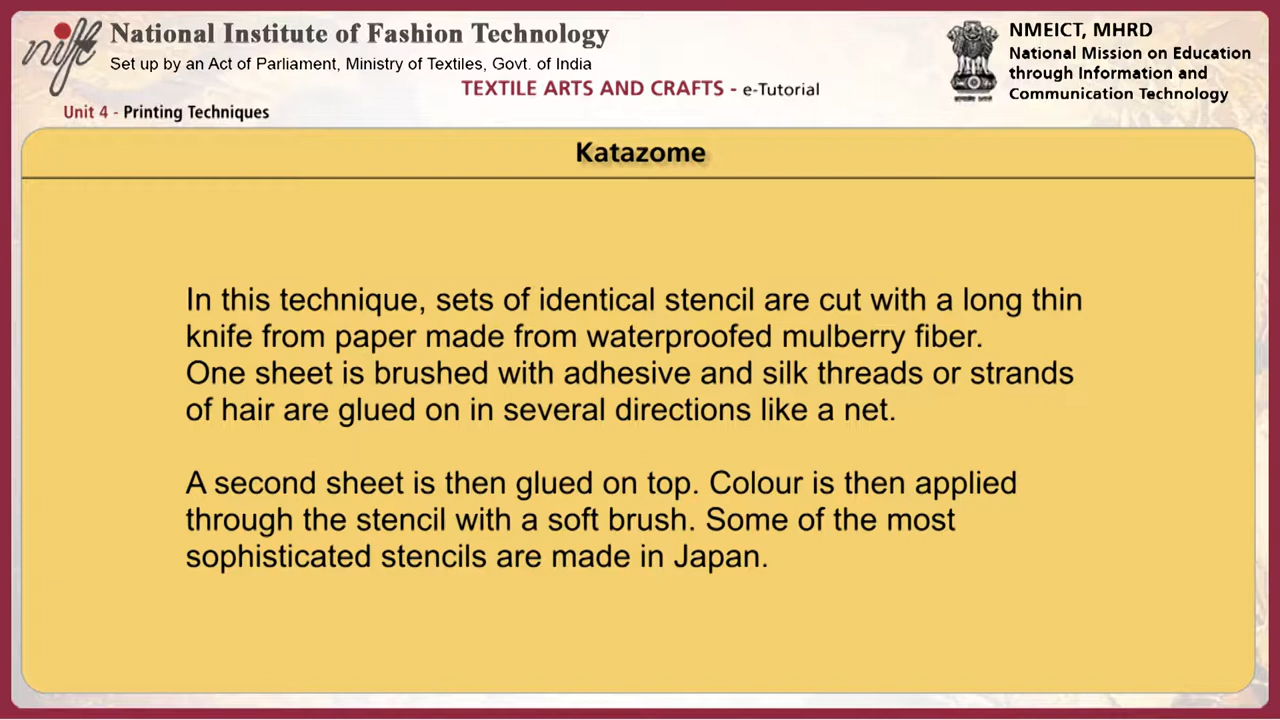 nift
National Institute of Fashion Technology
Set up by an Act of Parliament, Ministry of Textiles, Govt. of India
NMEICT, MHRD
National Mission on Education
through Information and
Communication Technology
TEXTILE ARTS AND CRAFTS - e-Tutorial
Unit 4 - Printing Techniques
Katazome
In this technique, sets of identical stencil are cut with a long thin
knife from paper made from waterproofed mulberry fiber.
One sheet is brushed with adhesive and silk threads or strands
of hair are glued on in several directions like a net.
A second sheet is then glued on top. Colour is then applied
through the stencil with a soft brush. Some of the most
sophisticated stencils are made in Japan.